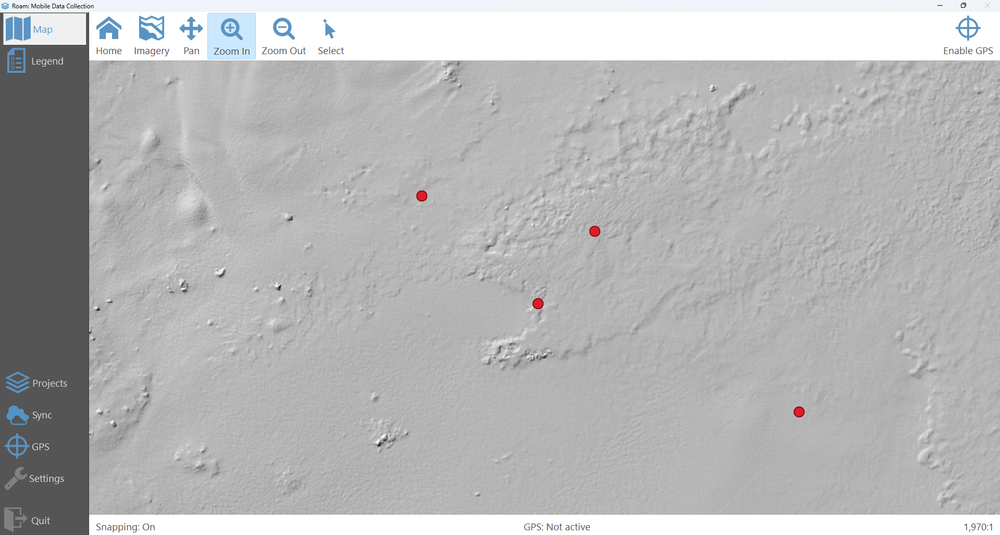 Roam: Mobile Data Collection
Map
Legend
Home
Imagery
Pan
Zoom In
Zoom Out
Select
Enable GPS
Projects
Sync
GPS
Settings
Quit
Snapping: On
GPS: Not active
1,970:1